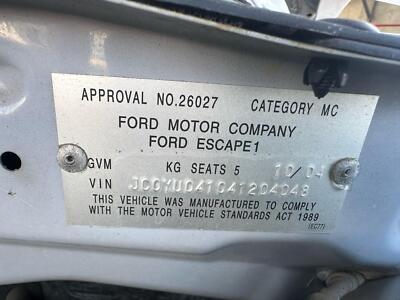 APPROVAL NO.26027 CATEGORY MC
FORD MOTOR COMPANY
FORD ESCAPE1
GVM KG SEATS 5 10/04
VIN
THIS VEHICLE WAS MANUFACTURED TO COMPLY
WITH THE MOTOR VEHICLE STANDARDS ACT 1989
(EC77)